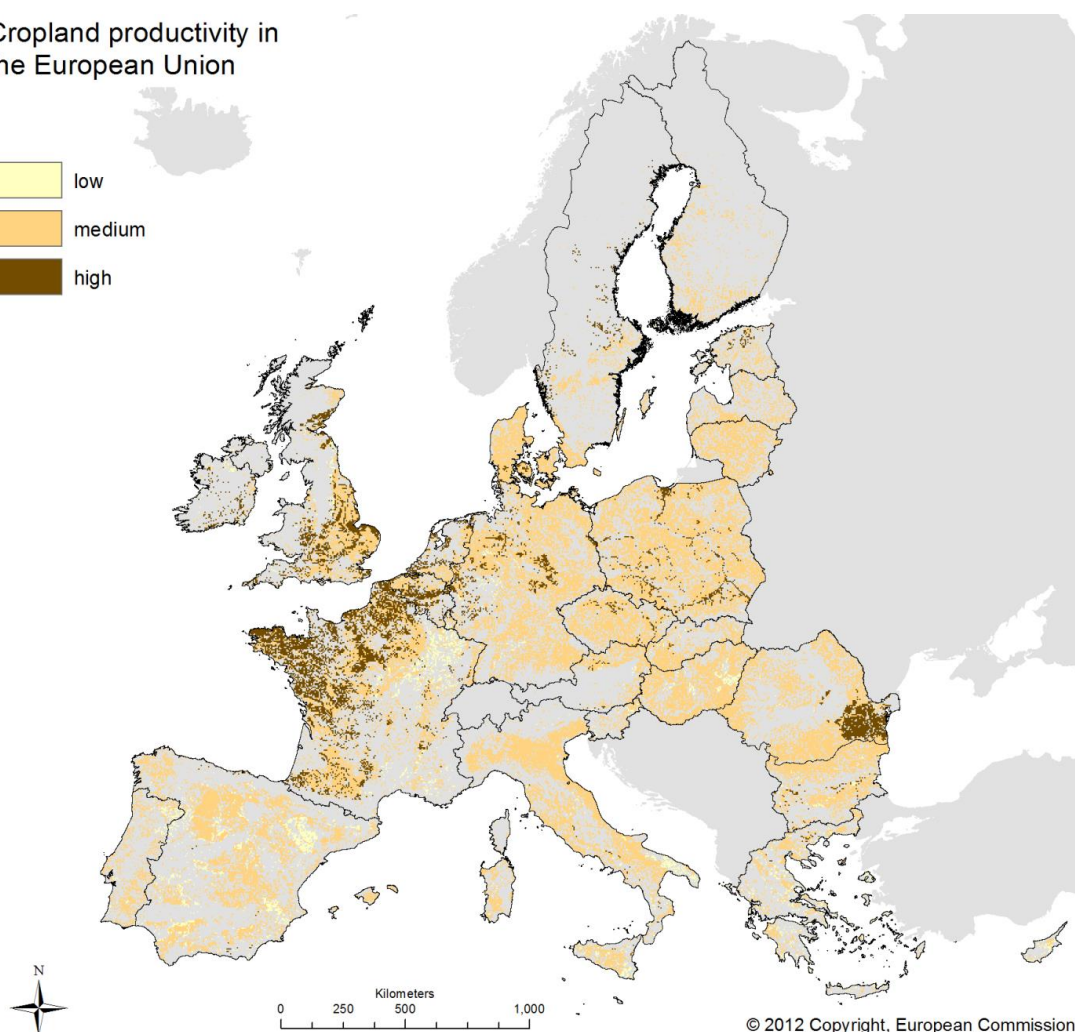 Cropland productivity in
he European Union
low
medium
high
N
Kilometers
0 250 500 1,000
© 2012 Copyright, European Commission